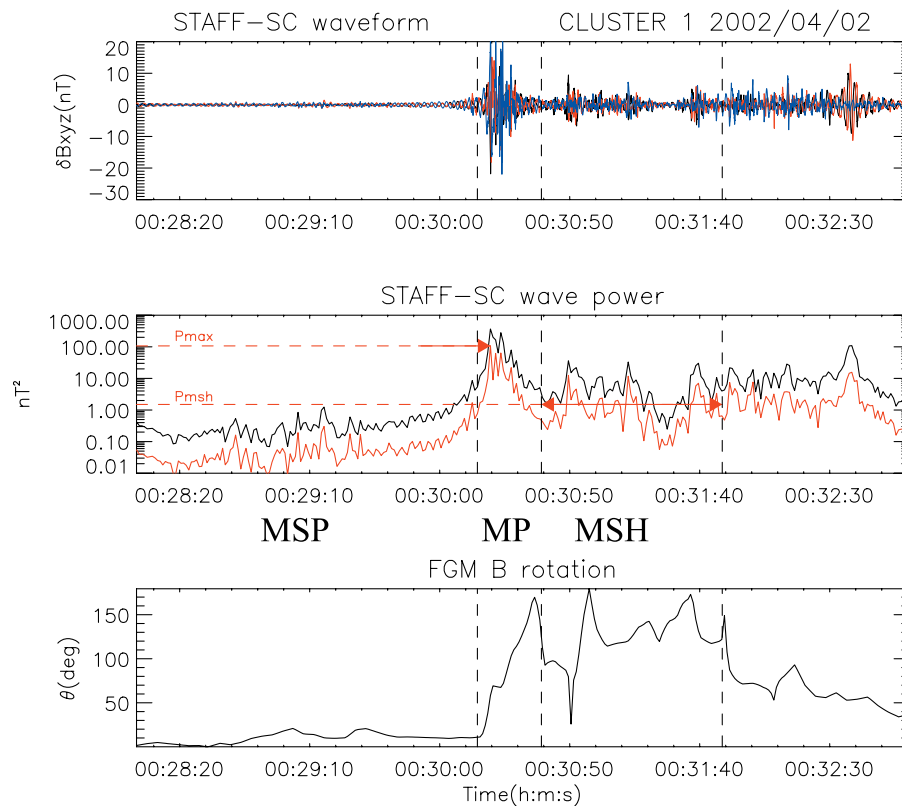 STAFF-SC waveform CLUSTER 1 2002/04/02
δBxyz(nT)
20
10
0
-10
-20
-30
00:28:20 00:29:10 00:30:00 00:30:50 00:31:40 00:32:30
STAFF-SC wave power
nT²
1000.00
100.00
10.00
1.00
0.10
0.01
Pmax
Pmsh
00:28:20 00:29:10 00:30:00 00:30:50 00:31:40 00:32:30
MSP MP MSH
FGM B rotation
θ(deg)
150
100
50
00:28:20 00:29:10 00:30:00 00:30:50 00:31:40 00:32:30
Time(h:m:s)